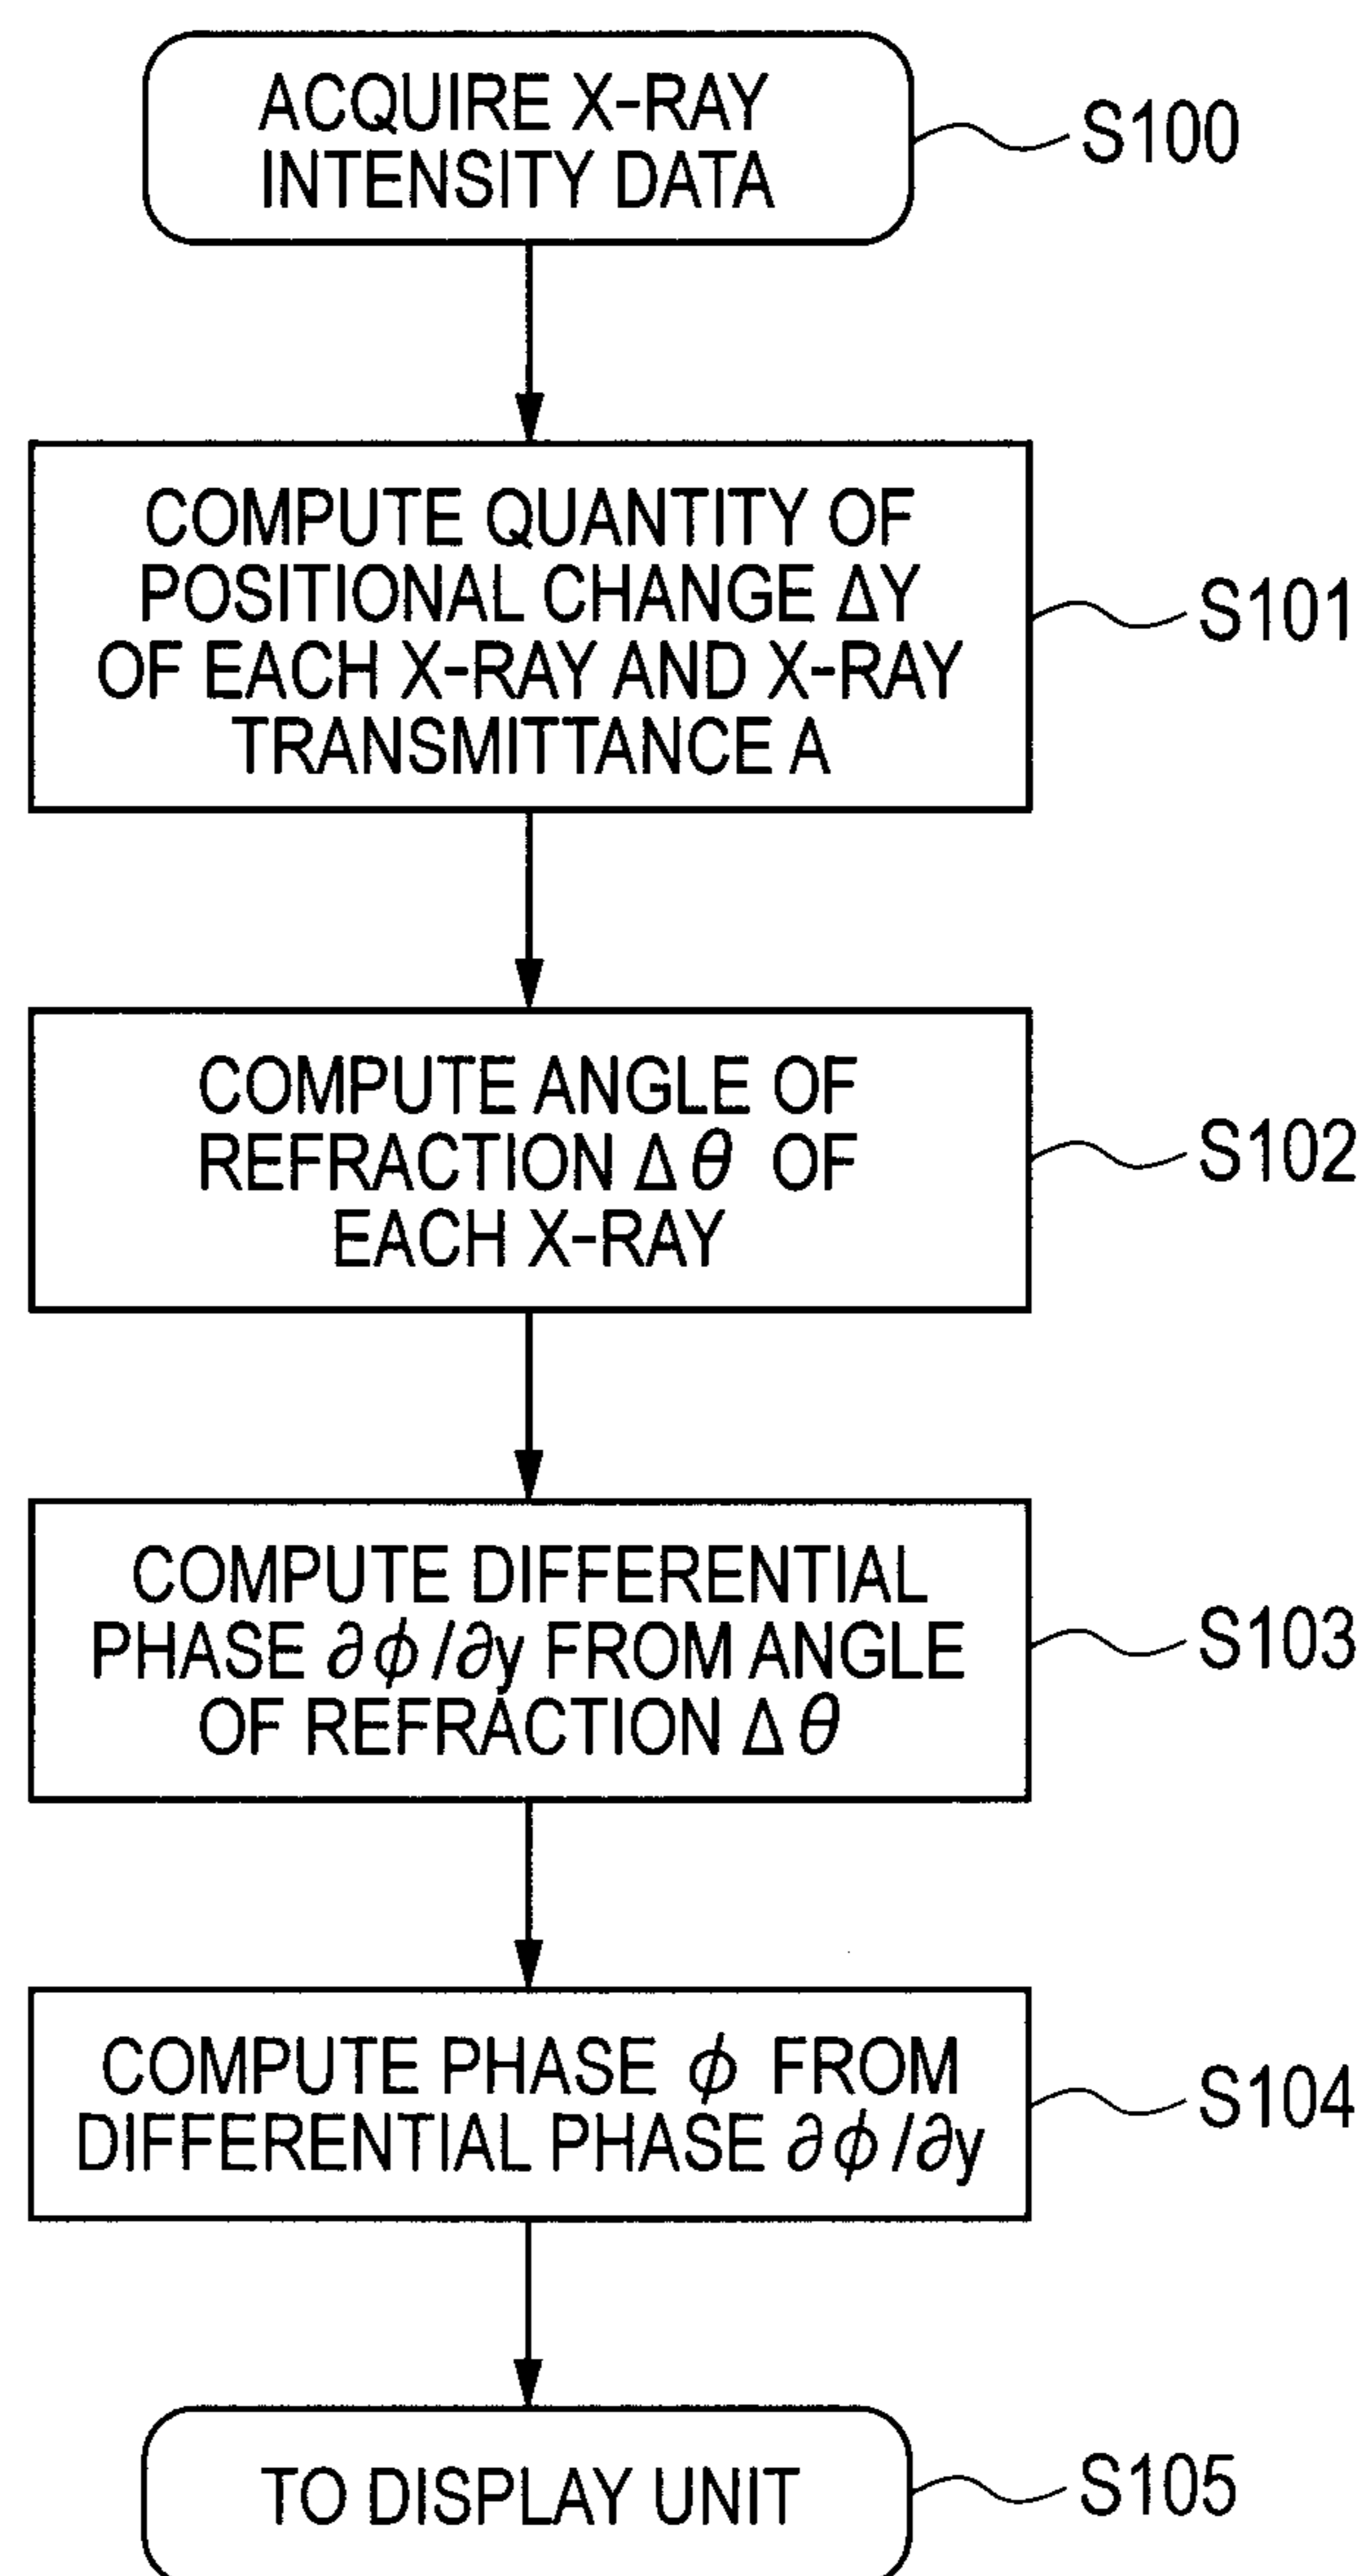 ACQUIRE X-RAY
INTENSITY DATA
S100
COMPUTE QUANTITY OF
POSITIONAL CHANGE ΔY
OF EACH X-RAY AND X-RAY
TRANSMITTANCE A
S101
COMPUTE ANGLE OF
REFRACTION Δθ OF
EACH X-RAY
S102
COMPUTE DIFFERENTIAL
PHASE ∂ϕ/∂y FROM ANGLE
OF REFRACTION Δθ
S103
COMPUTE PHASE ϕ FROM
DIFFERENTIAL PHASE ∂ϕ/∂y
S104
TO DISPLAY UNIT
S105